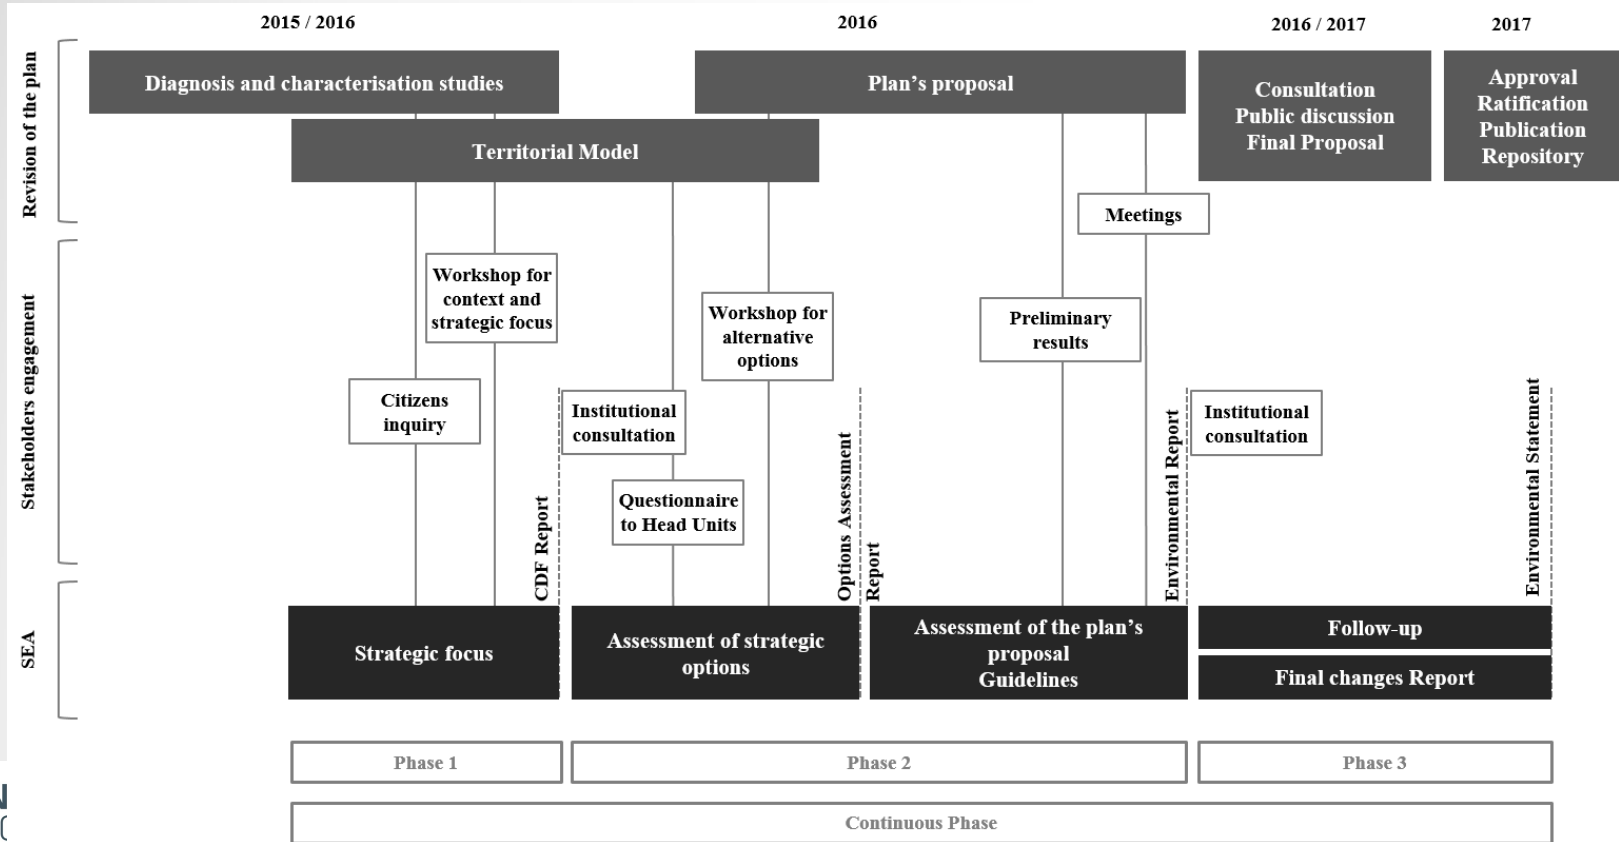 2015 / 2016
2016
2016 / 2017
2017
Revision of the plan
Diagnosis and characterisation studies
Plan's proposal
Consultation
Public discussion
Final Proposal
Approval
Ratification
Publication
Repository
Territorial Model
Meetings
Stakeholders engagement
Workshop for
context and
strategic focus
Workshop for
alternative
options
Preliminary
results
Citizens
inquiry
Institutional
consultation
Institutional
consultation
Questionnaire
to Head Units
CDF Report
Options Assessment
Report
Environmental Report
Environmental Statement
SEA
Strategic focus
Assessment of strategic
options
Assessment of the plan's
proposal
Guidelines
Follow-up
Final changes Report
Phase 1
Phase 2
Phase 3
Continuous Phase